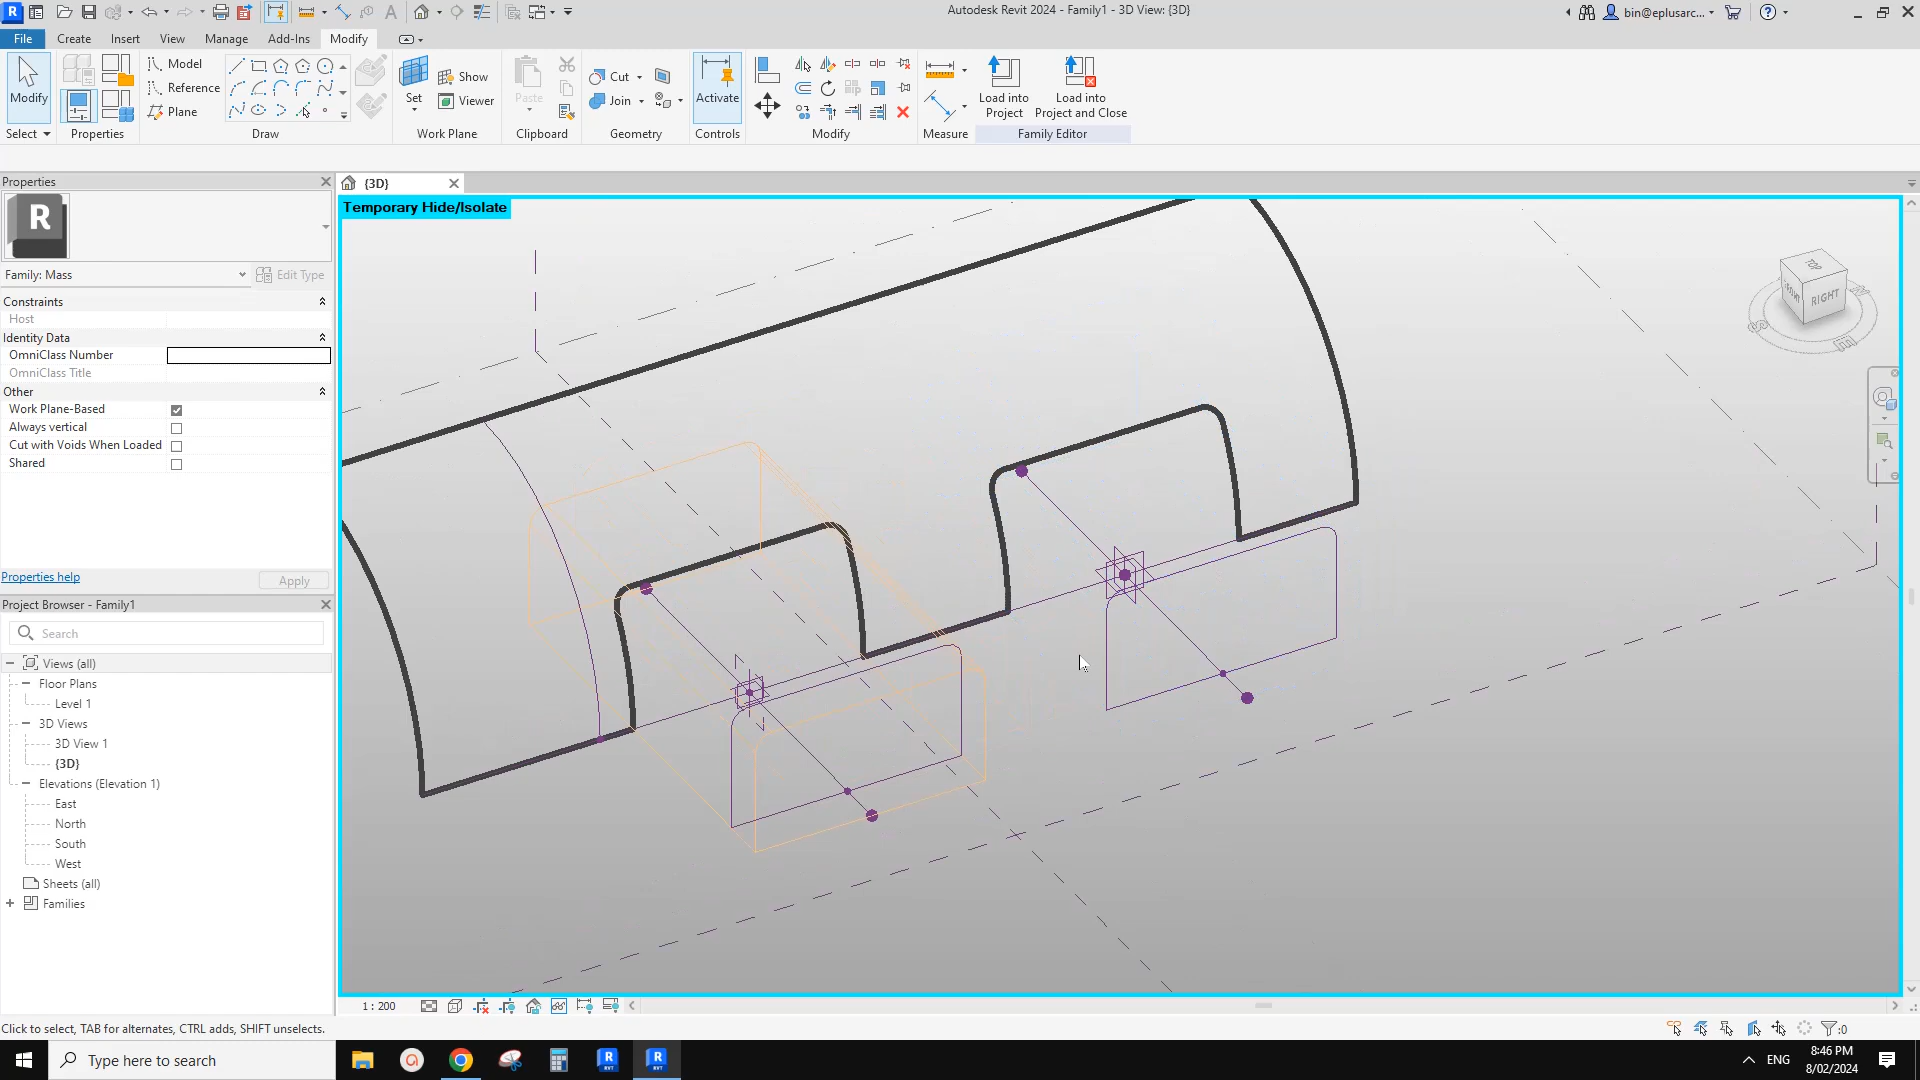 Autodesk Revit 2024 - Family1 - 3D View: {3D}
bin@eplusarc...
File
Create
Insert
View
Manage
Add-Ins
Modify
Modify
Model
Reference
Plane
Set
Show
Viewer
Paste
Cut
Join
Activate
Load into
Project
Load into
Project and Close
Select
Properties
Draw
Work Plane
Clipboard
Geometry
Controls
Modify
Measure
Family Editor
Properties
{3D}
R
Temporary Hide/Isolate
Family: Mass
Edit Type
Constraints
Host
Identity Data
OmniClass Number
OmniClass Title
Other
Work Plane-Based
Always vertical
Cut with Voids When Loaded
Shared
Properties help
Apply
Project Browser - Family1
Search
Views (all)
Floor Plans
Level 1
3D Views
3D View 1
{3D}
Elevations (Elevation 1)
East
North
South
West
Sheets (all)
Families
TOP
FRONT
RIGHT
S
E
1 : 200
Click to select, TAB for alternates, CTRL adds, SHIFT unselects.
:0
Type here to search
ENG
8:46 PM
8/02/2024